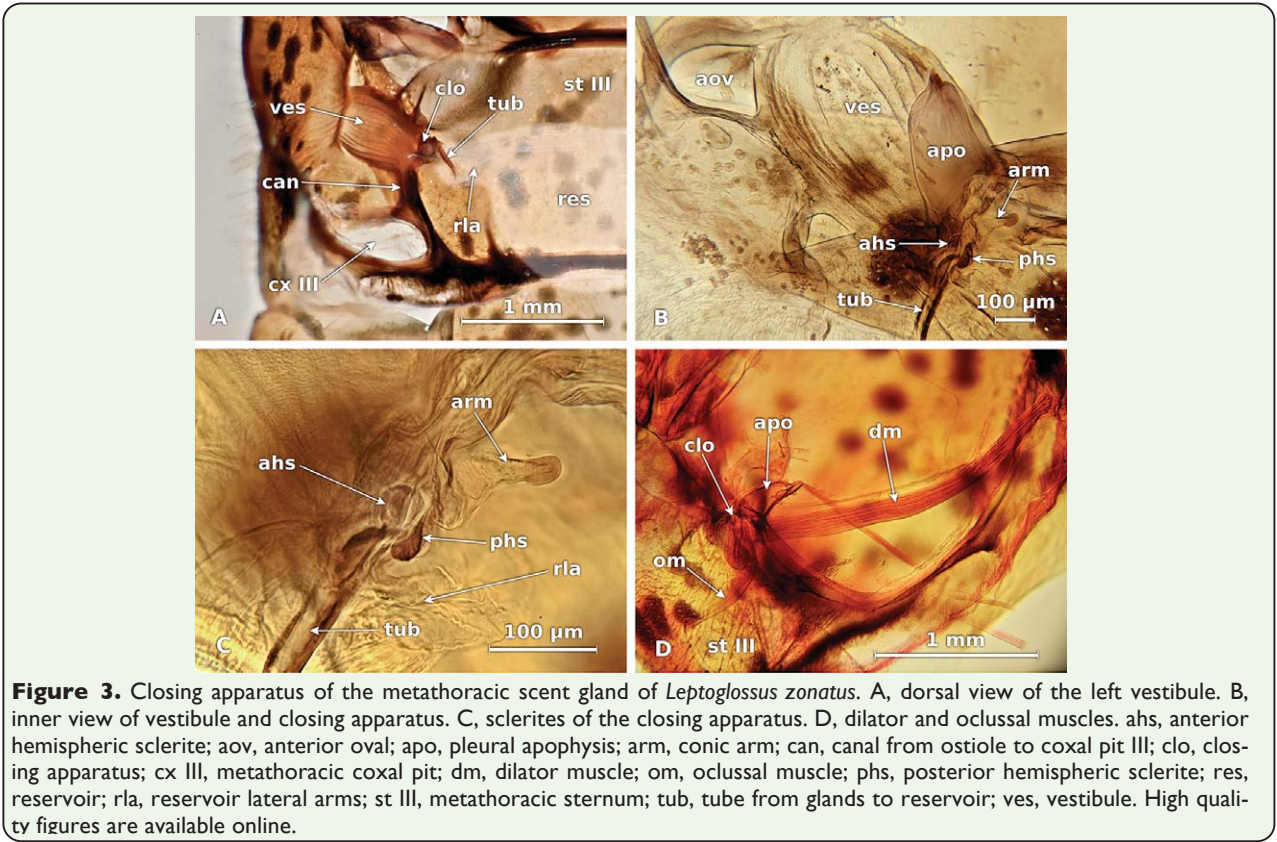 ves
clo
tub
st III
can
res
rla
cx III
1 mm
A
aov
ves
apo
arm
ahs
phs
tub
100 µm
B
arm
ahs
phs
rla
tub
100 µm
C
apo
dm
clo
om
st III
1 mm
D
Figure 3. Closing apparatus of the metathoracic scent gland of Leptoglossus zonatus. A, dorsal view of the left vestibule. B,
inner view of vestibule and closing apparatus. C, sclerites of the closing apparatus. D, dilator and oclussal muscles. ahs, anterior
hemispheric sclerite; aov, anterior oval; apo, pleural apophysis; arm, conic arm; can, canal from ostiole to coxal pit III; clo, clos-
ing apparatus; cx III, metathoracic coxal pit; dm, dilator muscle; om, oclussal muscle; phs, posterior hemispheric sclerite; res,
reservoir; rla, reservoir lateral arms; st III, metathoracic sternum; tub, tube from glands to reservoir; ves, vestibule. High quali-
ty figures are available online.